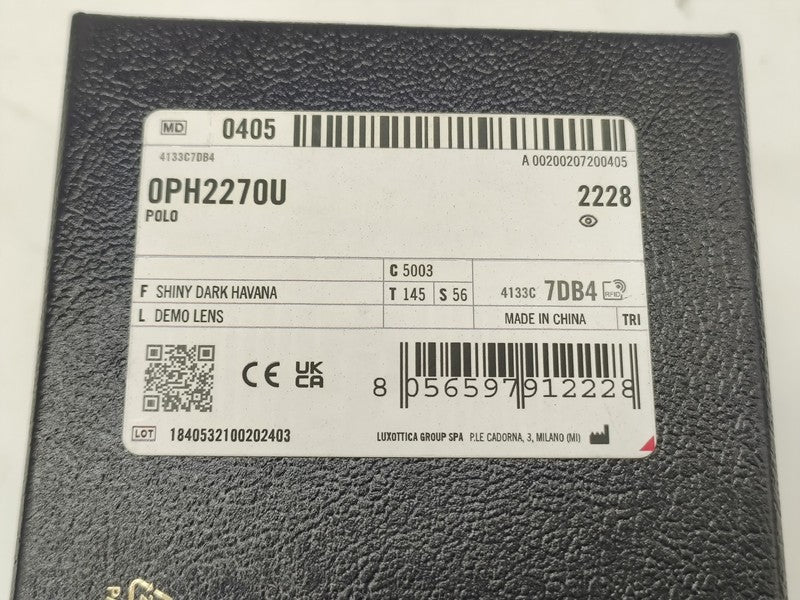 MD 0405
4133C7DB4
A 00200207200405
0PH2270U 2228
POLO
C 5003
F SHINY DARK HAVANA T 145 S 56 4133C 7DB4 RFID
L DEMO LENS MADE IN CHINA TRI
CE UK CA
8 056597 912228
LOT 1840532100202403 LUXOTTICA GROUP SPA P.LE CADORNA, 3, MILANO (MI)